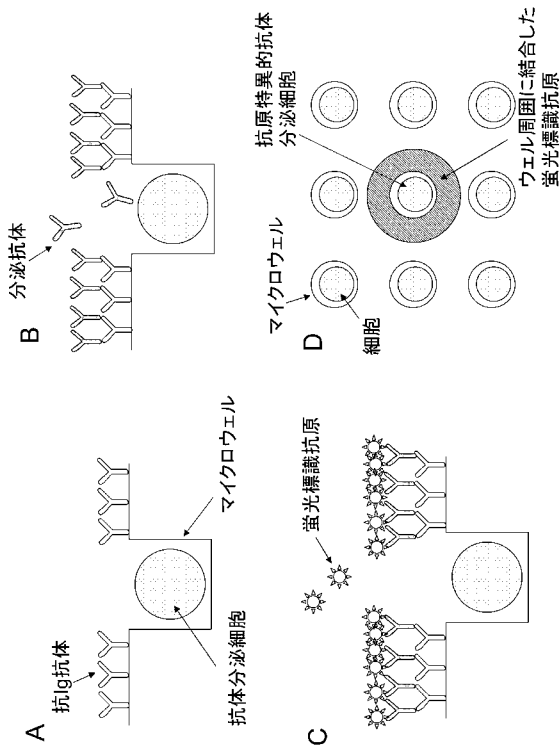 A
抗Ig抗体
マイクロウェル
抗体分泌細胞
B
分泌抗体
C
蛍光標識抗原
D
マイクロウェル
細胞
抗原特異的抗体
分泌細胞
ウェル周囲に結合した
蛍光標識抗原